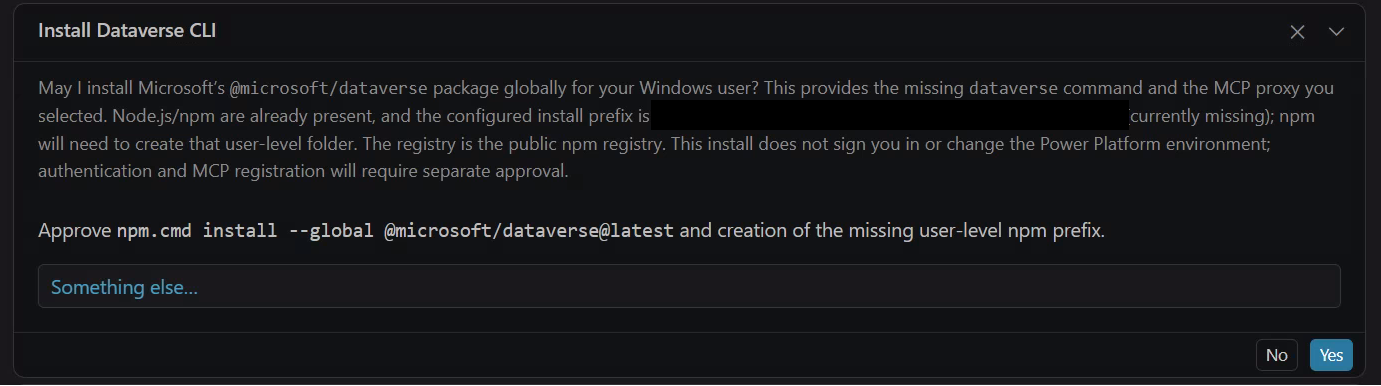 Install Dataverse CLI
May I install Microsoft’s @microsoft/dataverse package globally for your Windows user? This provides the missing dataverse command and the MCP proxy you
selected. Node.js/npm are already present, and the configured install prefix is currently missing); npm
will need to create that user-level folder. The registry is the public npm registry. This install does not sign you in or change the Power Platform environment;
authentication and MCP registration will require separate approval.
Approve npm.cmd install --global @microsoft/dataverse@latest and creation of the missing user-level npm prefix.
Something else...
No Yes